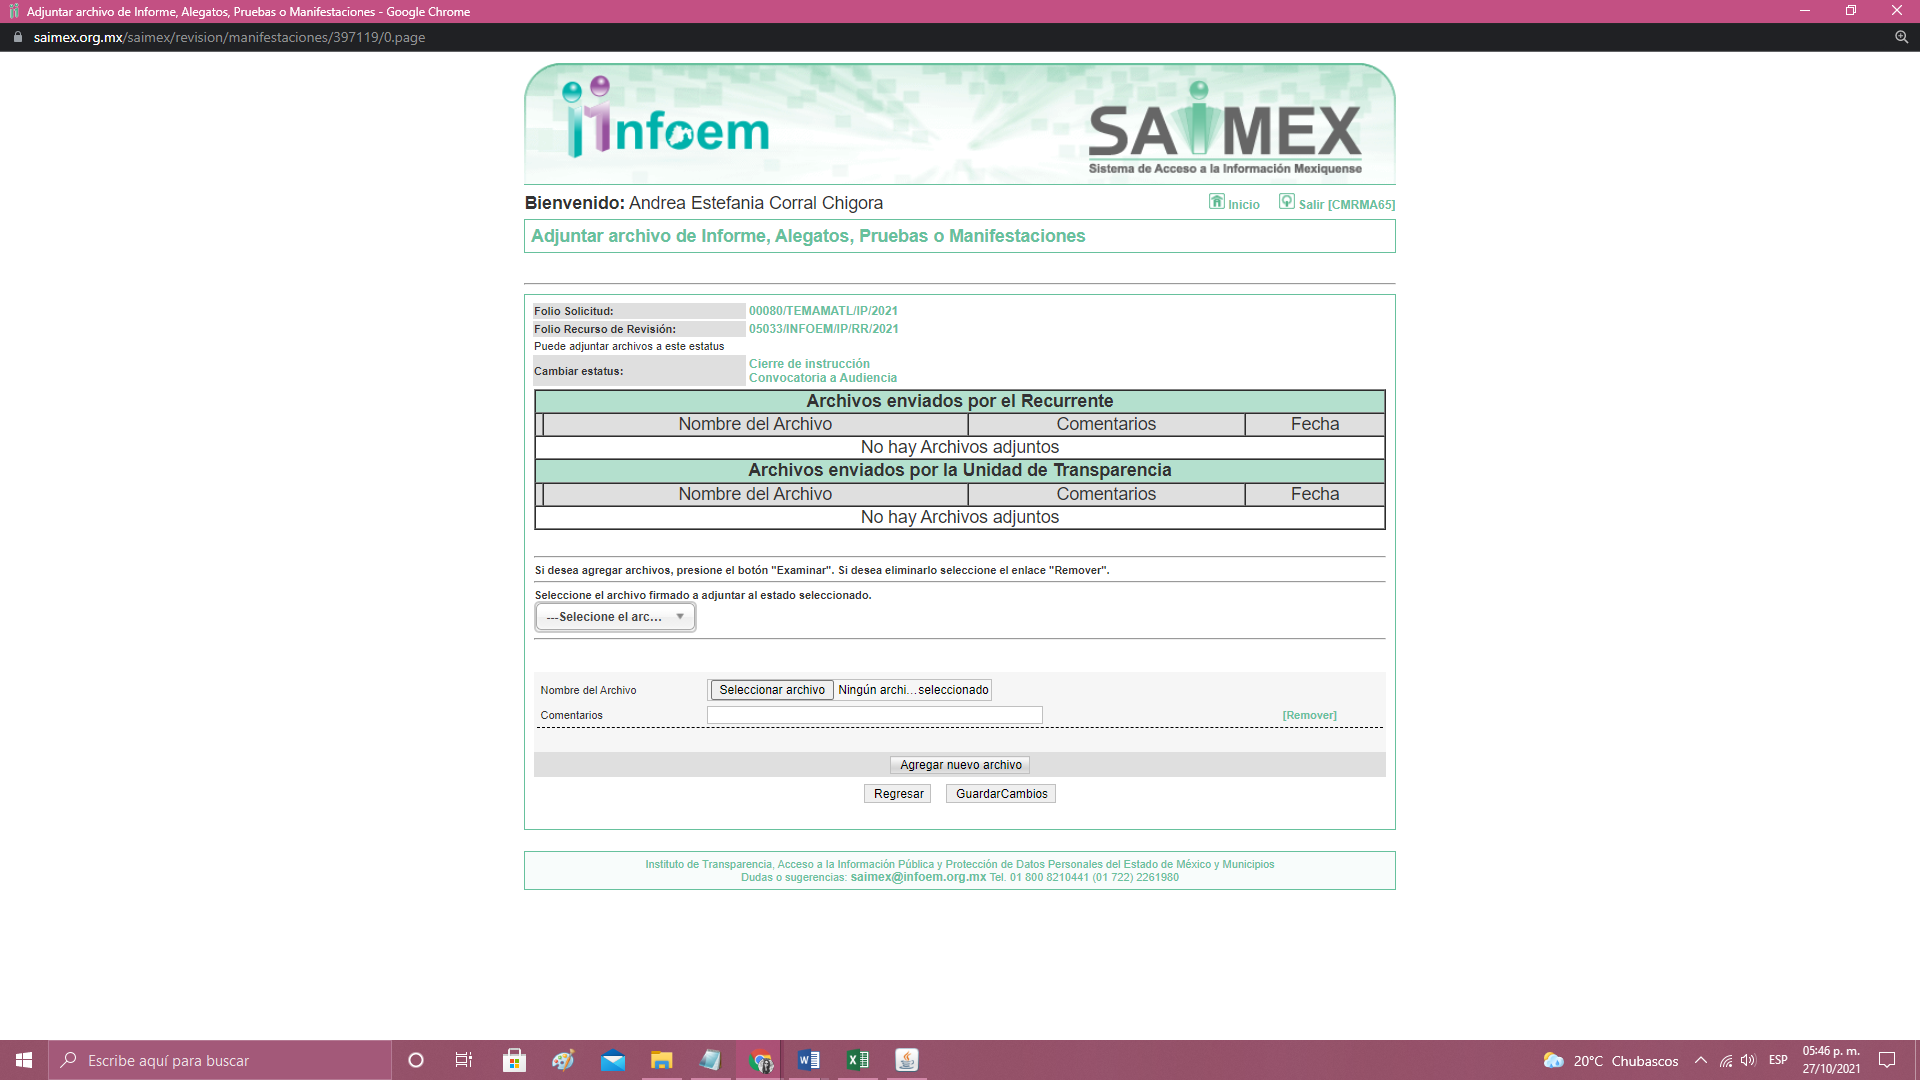 Adjuntar archivo de Informe, Alegatos, Pruebas o Manifestaciones - Google Chrome
saimex.org.mx/saimex/revision/manifestaciones/397119/0.page
infoem
SAIMEX
Sistema de Acceso a la Información Mexiquense
Bienvenido: Andrea Estefania Corral Chigora
Inicio Salir [CMRMA65]
Adjuntar archivo de Informe, Alegatos, Pruebas o Manifestaciones
Folio Solicitud: 00080/TEMAMATL/IP/2021
Folio Recurso de Revisión: 05033/INFOEM/IP/RR/2021
Puede adjuntar archivos a este estatus
Cambiar estatus: Cierre de instrucción
Convocatoria a Audiencia
Archivos enviados por el Recurrente
Nombre del Archivo Comentarios Fecha
No hay Archivos adjuntos
Archivos enviados por la Unidad de Transparencia
Nombre del Archivo Comentarios Fecha
No hay Archivos adjuntos
Si desea agregar archivos, presione el botón "Examinar". Si desea eliminarlo seleccione el enlace "Remover".
Seleccione el archivo firmado a adjuntar al estado seleccionado.
---Selecione el arc...
Nombre del Archivo Seleccionar archivo Ningún archi...seleccionado
Comentarios [Remover]
Agregar nuevo archivo
Regresar GuardarCambios
Instituto de Transparencia, Acceso a la Información Pública y Protección de Datos Personales del Estado de México y Municipios
Dudas o sugerencias: saimex@infoem.org.mx Tel. 01 800 8210441 (01 722) 2261980
Escribe aquí para buscar
20°C Chubascos
ESP
05:46 p. m.
27/10/2021